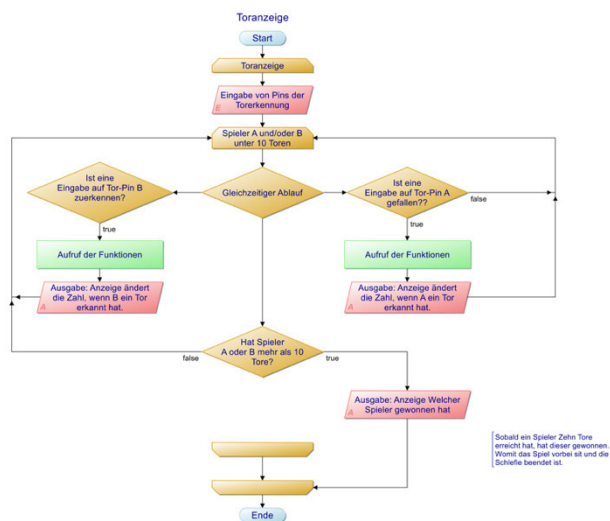 Toranzeige
Start
Toranzeige
Eingabe von Pins der
Torerkennung
E
Spieler A und/oder B
unter 10 Toren
Ist eine
Eingabe auf Tor-Pin B
zuerkennen?
Gleichzeitiger Ablauf
Ist eine
Eingabe auf Tor-Pin A
gefallen??
false
true
true
Aufruf der Funktionen
Aufruf der Funktionen
Ausgabe: Anzeige ändert
die Zahl, wenn B ein Tor
erkannt hat.
A
Ausgabe: Anzeige ändert
die Zahl, wenn A ein Tor
erkannt hat.
A
Hat Spieler
A oder B mehr als 10
Tore?
false
true
Ausgabe: Anzeige Welcher
Spieler gewonnen hat
A
Sobald ein Spieler Zehn Tore
erreicht hat, hat dieser gewonnen.
Womit das Spiel vorbei sit und die
Schiefle beendet ist.
Ende